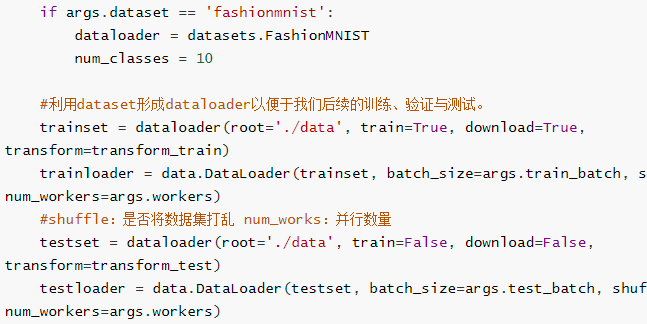 if args.dataset == 'fashionmnist':
dataloader = datasets.FashionMNIST
num_classes = 10
#利用dataset形成dataloader以便于我们后续的训练、验证与测试。
trainset = dataloader(root='./data', train=True, download=True,
transform=transform_train)
trainloader = data.DataLoader(trainset, batch_size=args.train_batch, s
num_workers=args.workers)
#shuffle：是否将数据集打乱 num_works：并行数量
testset = dataloader(root='./data', train=False, download=False,
transform=transform_test)
testloader = data.DataLoader(testset, batch_size=args.test_batch, shuf
num_workers=args.workers)